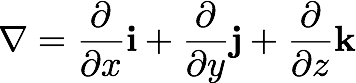 ∇ = ∂/∂x i + ∂/∂y j + ∂/∂z k